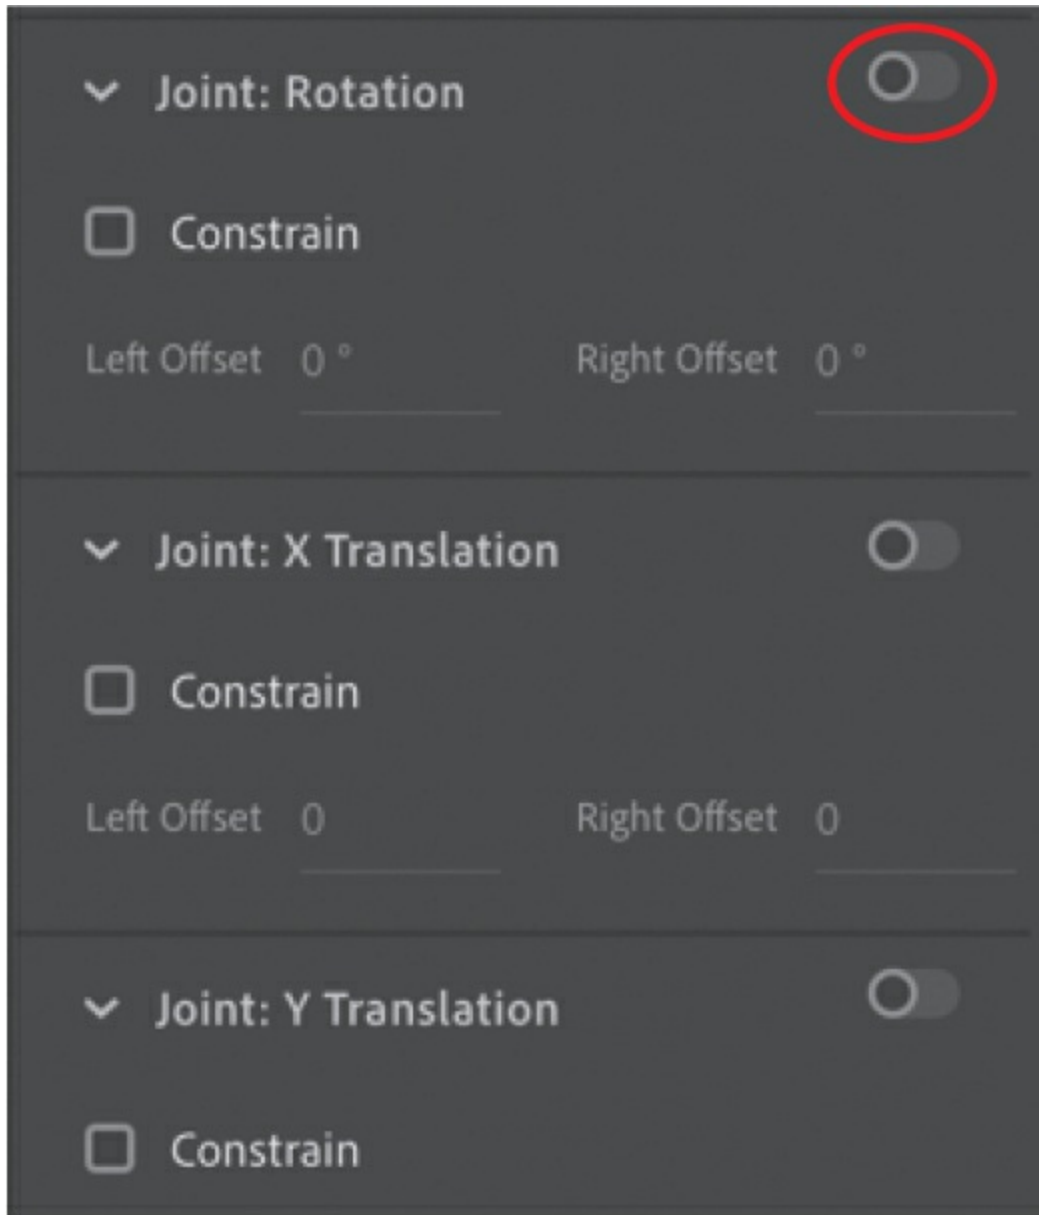 Joint: Rotation
Constrain
Left Offset 0 ° Right Offset 0 °
Joint: X Translation
Constrain
Left Offset 0 Right Offset 0
Joint: Y Translation
Constrain